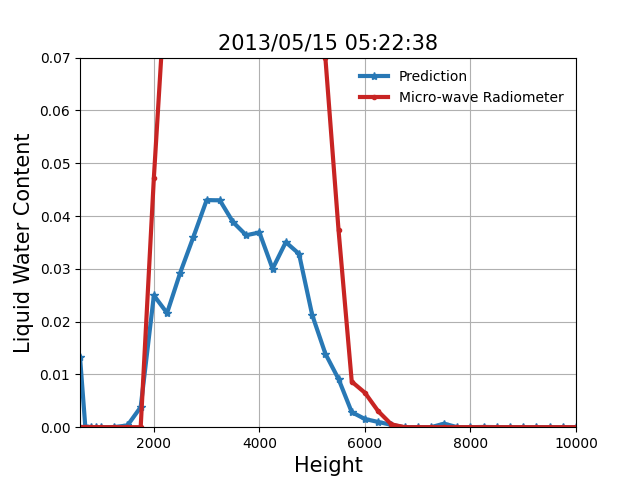 2013/05/15 05:22:38
0.07
0.06
0.05
0.04
0.03
0.02
0.01
0.00
Liquid Water Content
Prediction
Micro-wave Radiometer
2000 4000 6000 8000 10000
Height